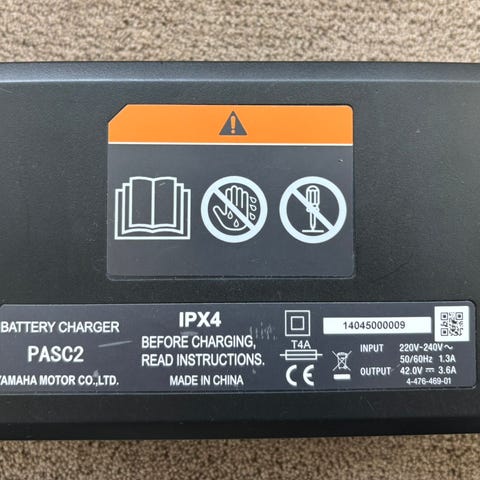 BATTERY CHARGER
PASC2
YAMAHA MOTOR CO.,LTD.
IPX4
BEFORE CHARGING,
READ INSTRUCTIONS.
MADE IN CHINA
T4A
CE
14045000009
INPUT 220V-240V~
50/60Hz 1.3A
OUTPUT 42.0V⎓ 3.6A
4-476-469-01